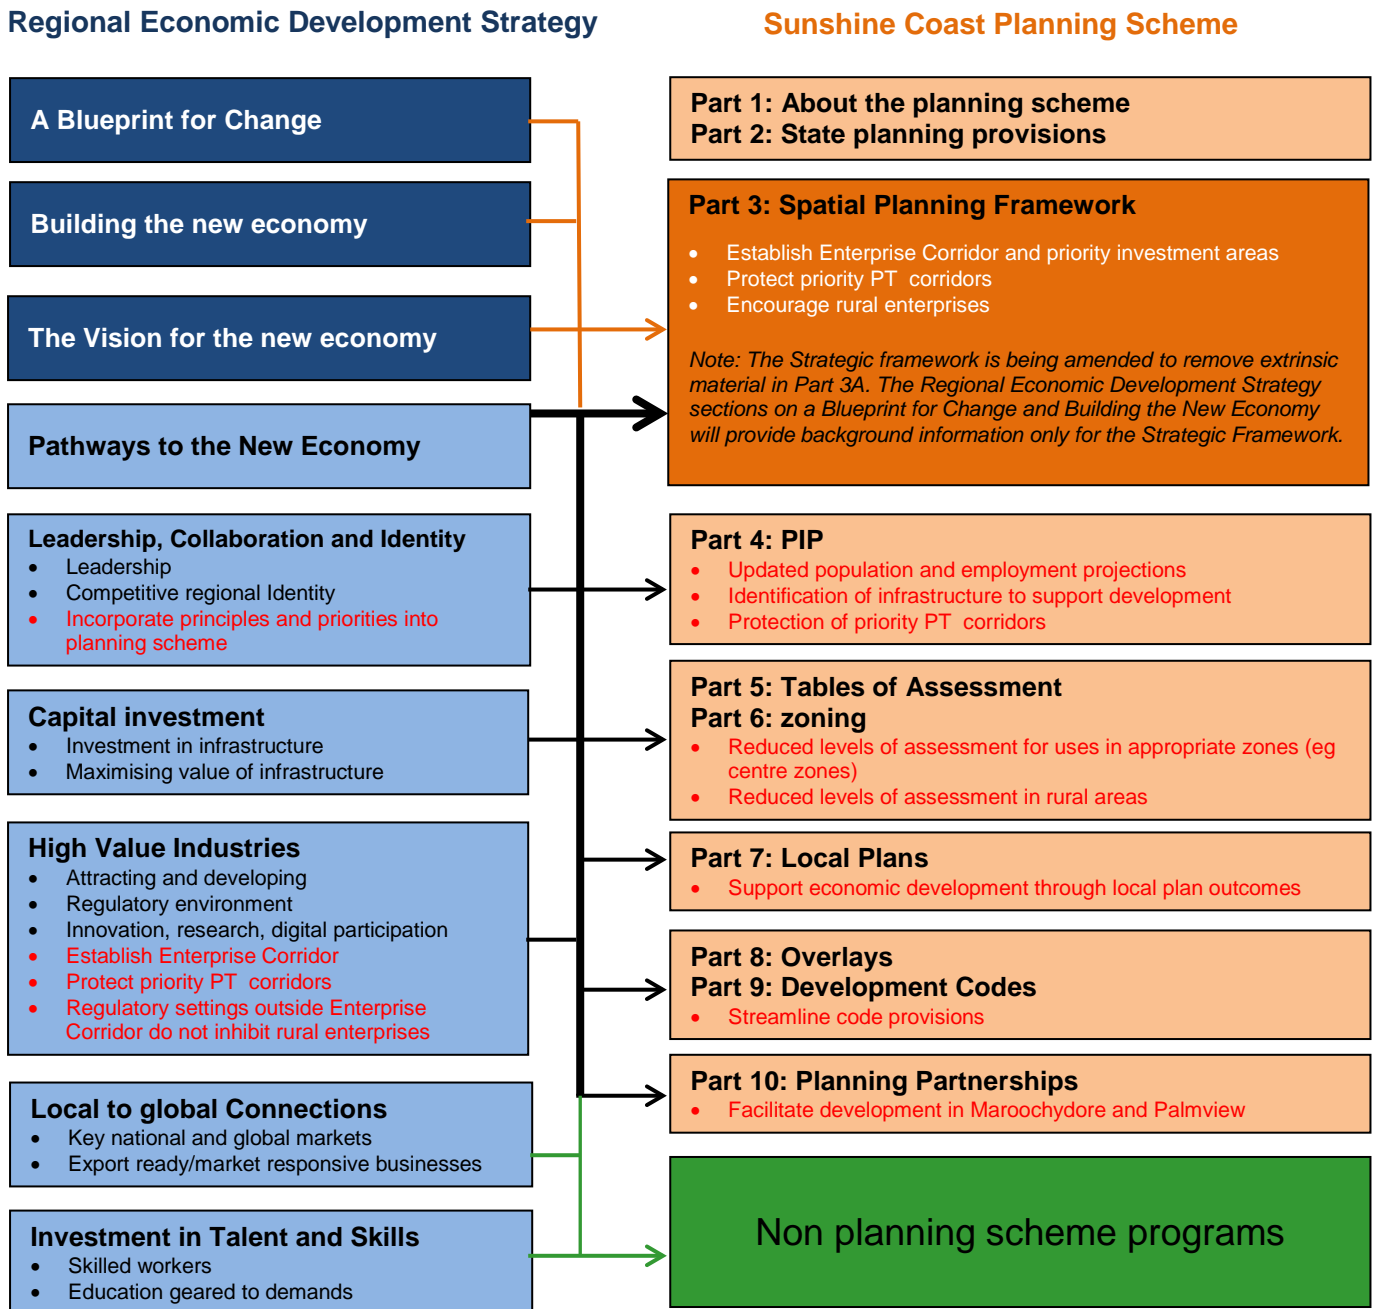 Regional Economic Development Strategy
A Blueprint for Change
Building the new economy
The Vision for the new economy
Pathways to the New Economy
Leadership, Collaboration and Identity
• Leadership
• Competitive regional Identity
• Incorporate principles and priorities into
planning scheme
Capital investment
• Investment in infrastructure
• Maximising value of infrastructure
High Value Industries
• Attracting and developing
• Regulatory environment
• Innovation, research, digital participation
• Establish Enterprise Corridor
• Protect priority PT corridors
• Regulatory settings outside Enterprise
Corridor do not inhibit rural enterprises
Local to global Connections
• Key national and global markets
• Export ready/market responsive businesses
Investment in Talent and Skills
• Skilled workers
• Education geared to demands
Sunshine Coast Planning Scheme
Part 1: About the planning scheme
Part 2: State planning provisions
Part 3: Spatial Planning Framework
• Establish Enterprise Corridor and priority investment areas
• Protect priority PT corridors
• Encourage rural enterprises
Note: The Strategic framework is being amended to remove extrinsic
material in Part 3A. The Regional Economic Development Strategy
sections on a Blueprint for Change and Building the New Economy
will provide background information only for the Strategic Framework.
Part 4: PIP
• Updated population and employment projections
• Identification of infrastructure to support development
• Protection of priority PT corridors
Part 5: Tables of Assessment
Part 6: zoning
• Reduced levels of assessment for uses in appropriate zones (eg
centre zones)
• Reduced levels of assessment in rural areas
Part 7: Local Plans
• Support economic development through local plan outcomes
Part 8: Overlays
Part 9: Development Codes
• Streamline code provisions
Part 10: Planning Partnerships
• Facilitate development in Maroochydore and Palmview
Non planning scheme programs